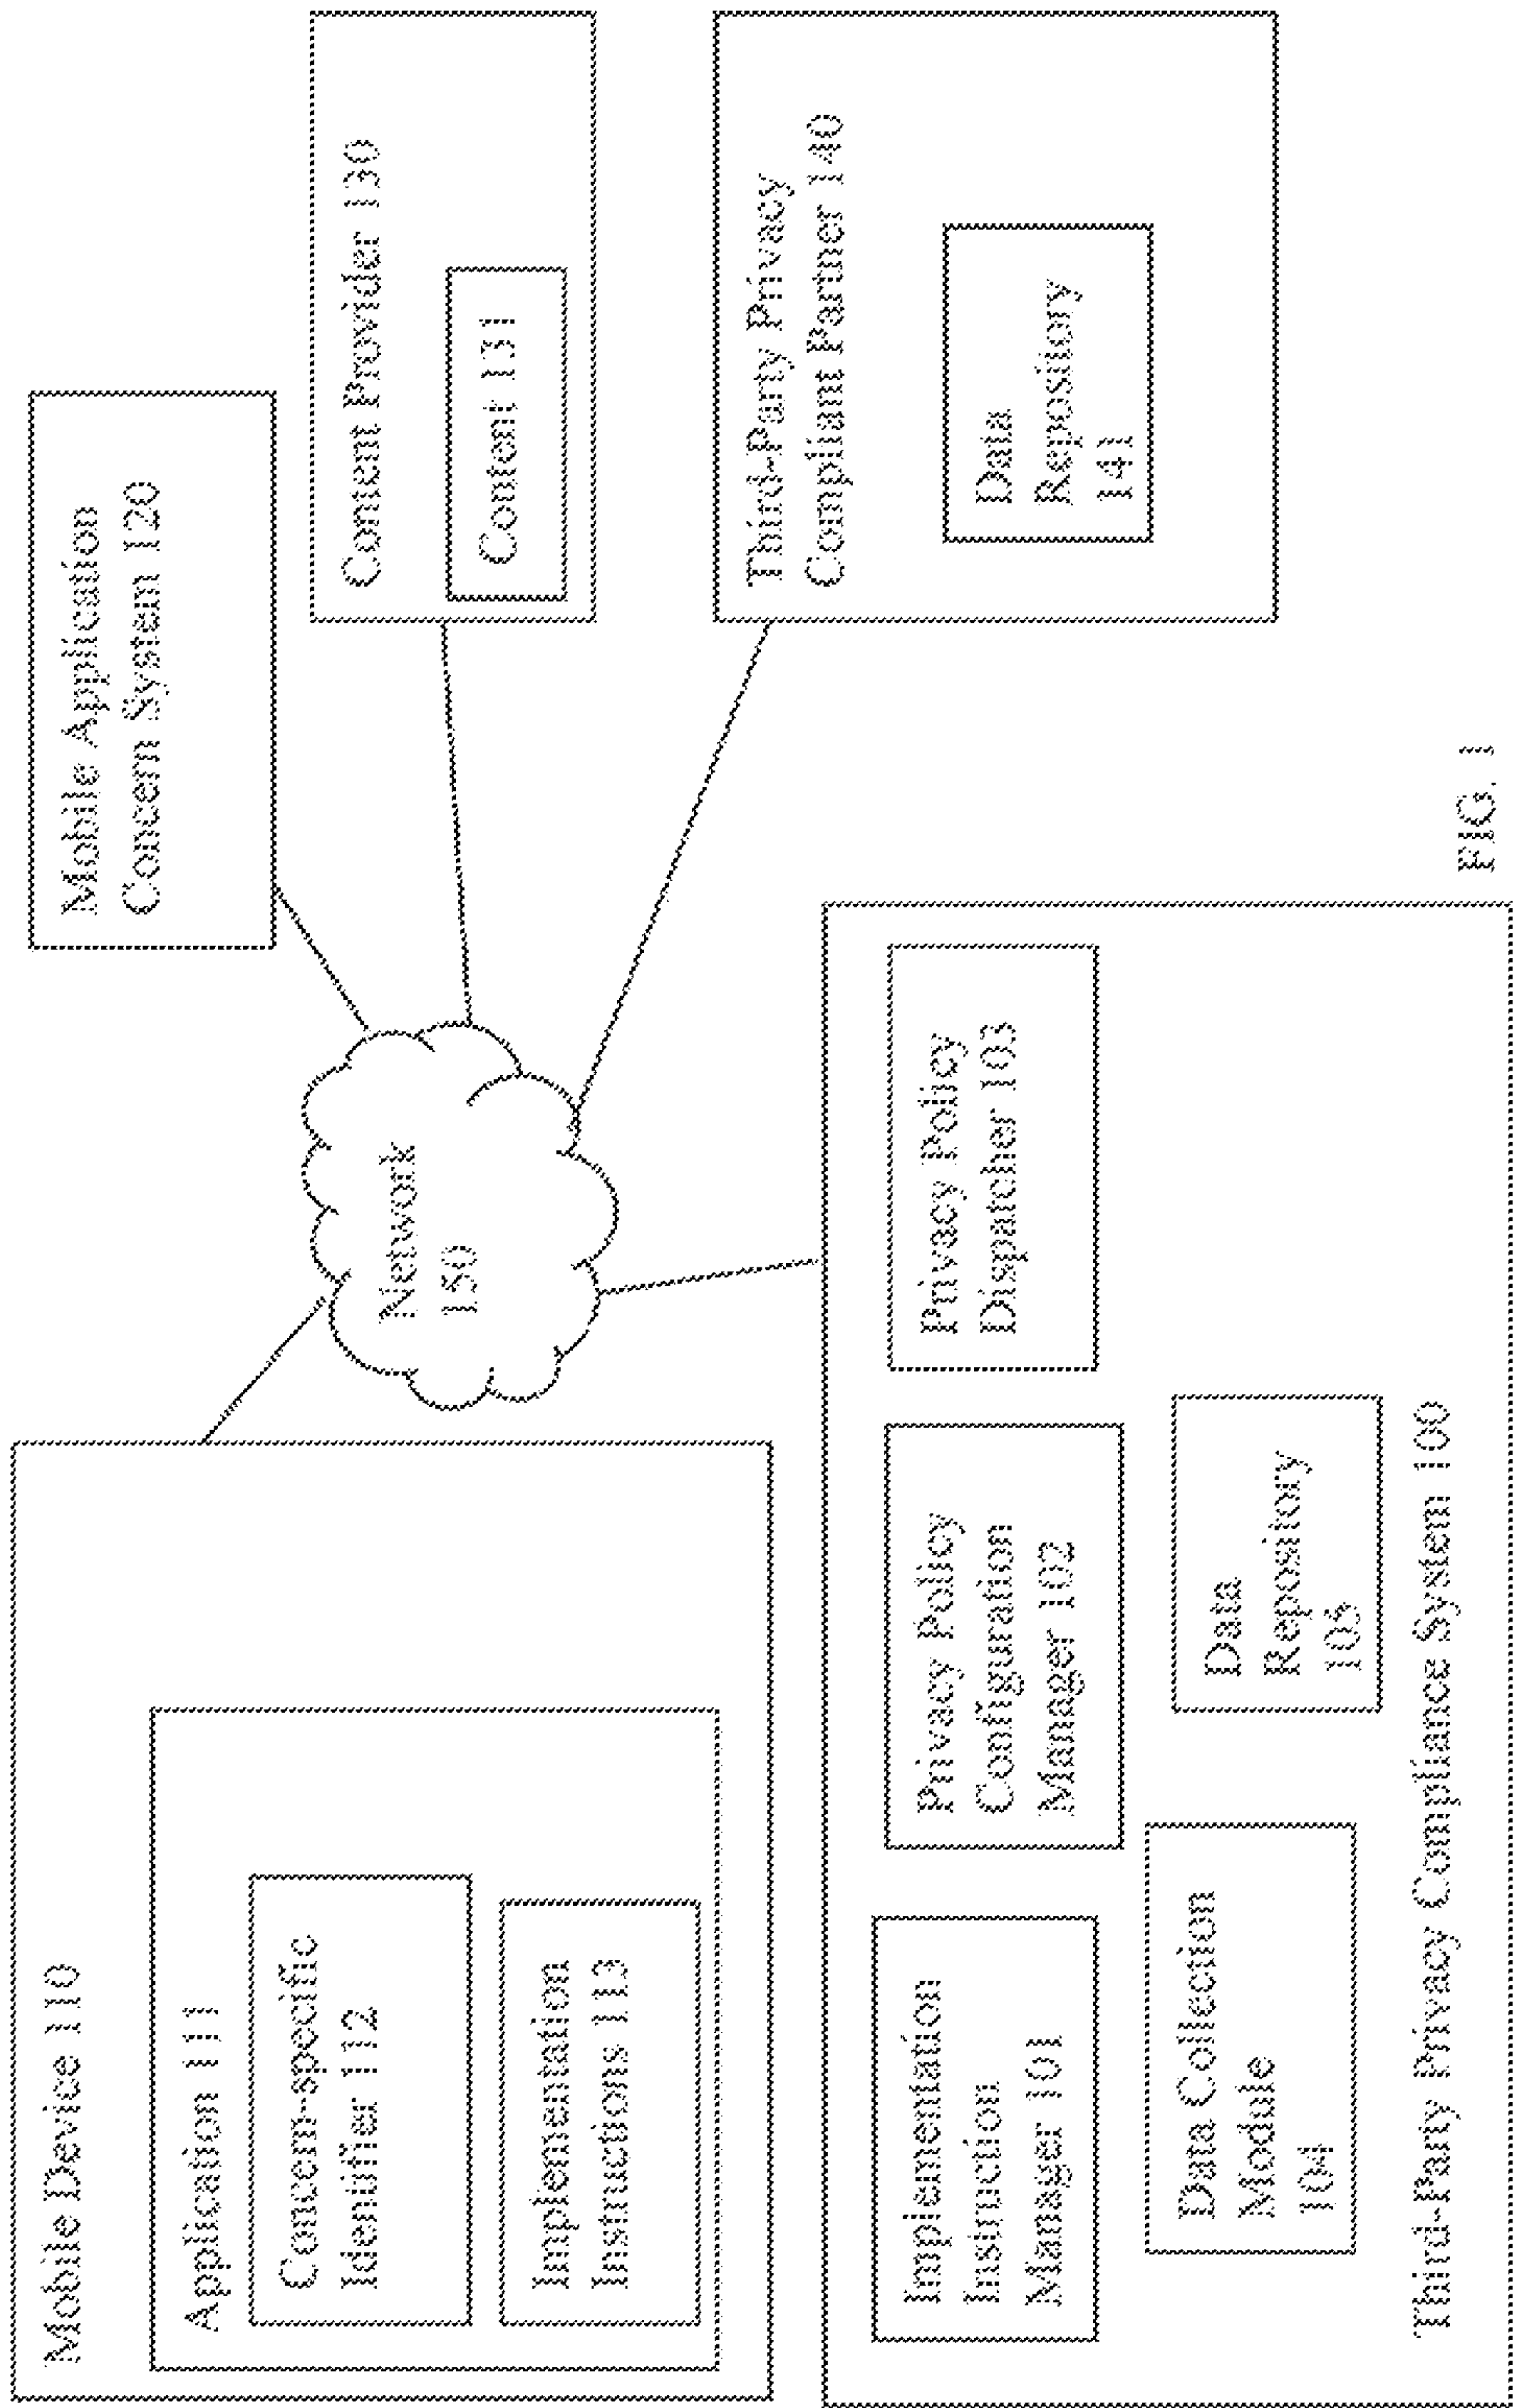 Mobile Device 110
Application 111
Concern-specific
Identifier 112
Implementation
Instructions 113
Network
150
Mobile Application
Concern System 120
Content Provider 130
Content 131
Third-Party Privacy
Compliant Partner 140
Data
Repository
141
Implementation
Instruction
Manager 101
Privacy Policy
Configuration
Manager 102
Privacy Policy
Dispatcher 103
Data Collection
Module
104
Data
Repository
105
Third-Party Privacy Compliance System 100
FIG. 1